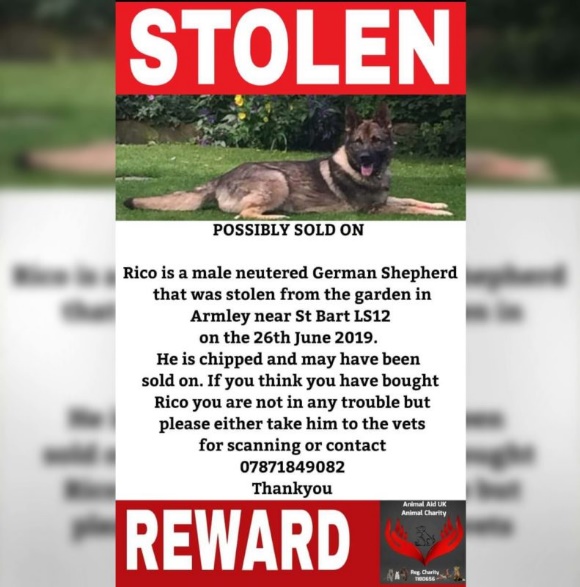 STOLEN
POSSIBLY SOLD ON
Rico is a male neutered German Shepherd
that was stolen from the garden in
Armley near St Bart LS12
on the 26th June 2019.
He is chipped and may have been
sold on. If you think you have bought
Rico you are not in any trouble but
please either take him to the vets
for scanning or contact
07871849082
Thankyou
REWARD
Animal Aid UK
Animal Charity
Reg. Charity
1180656